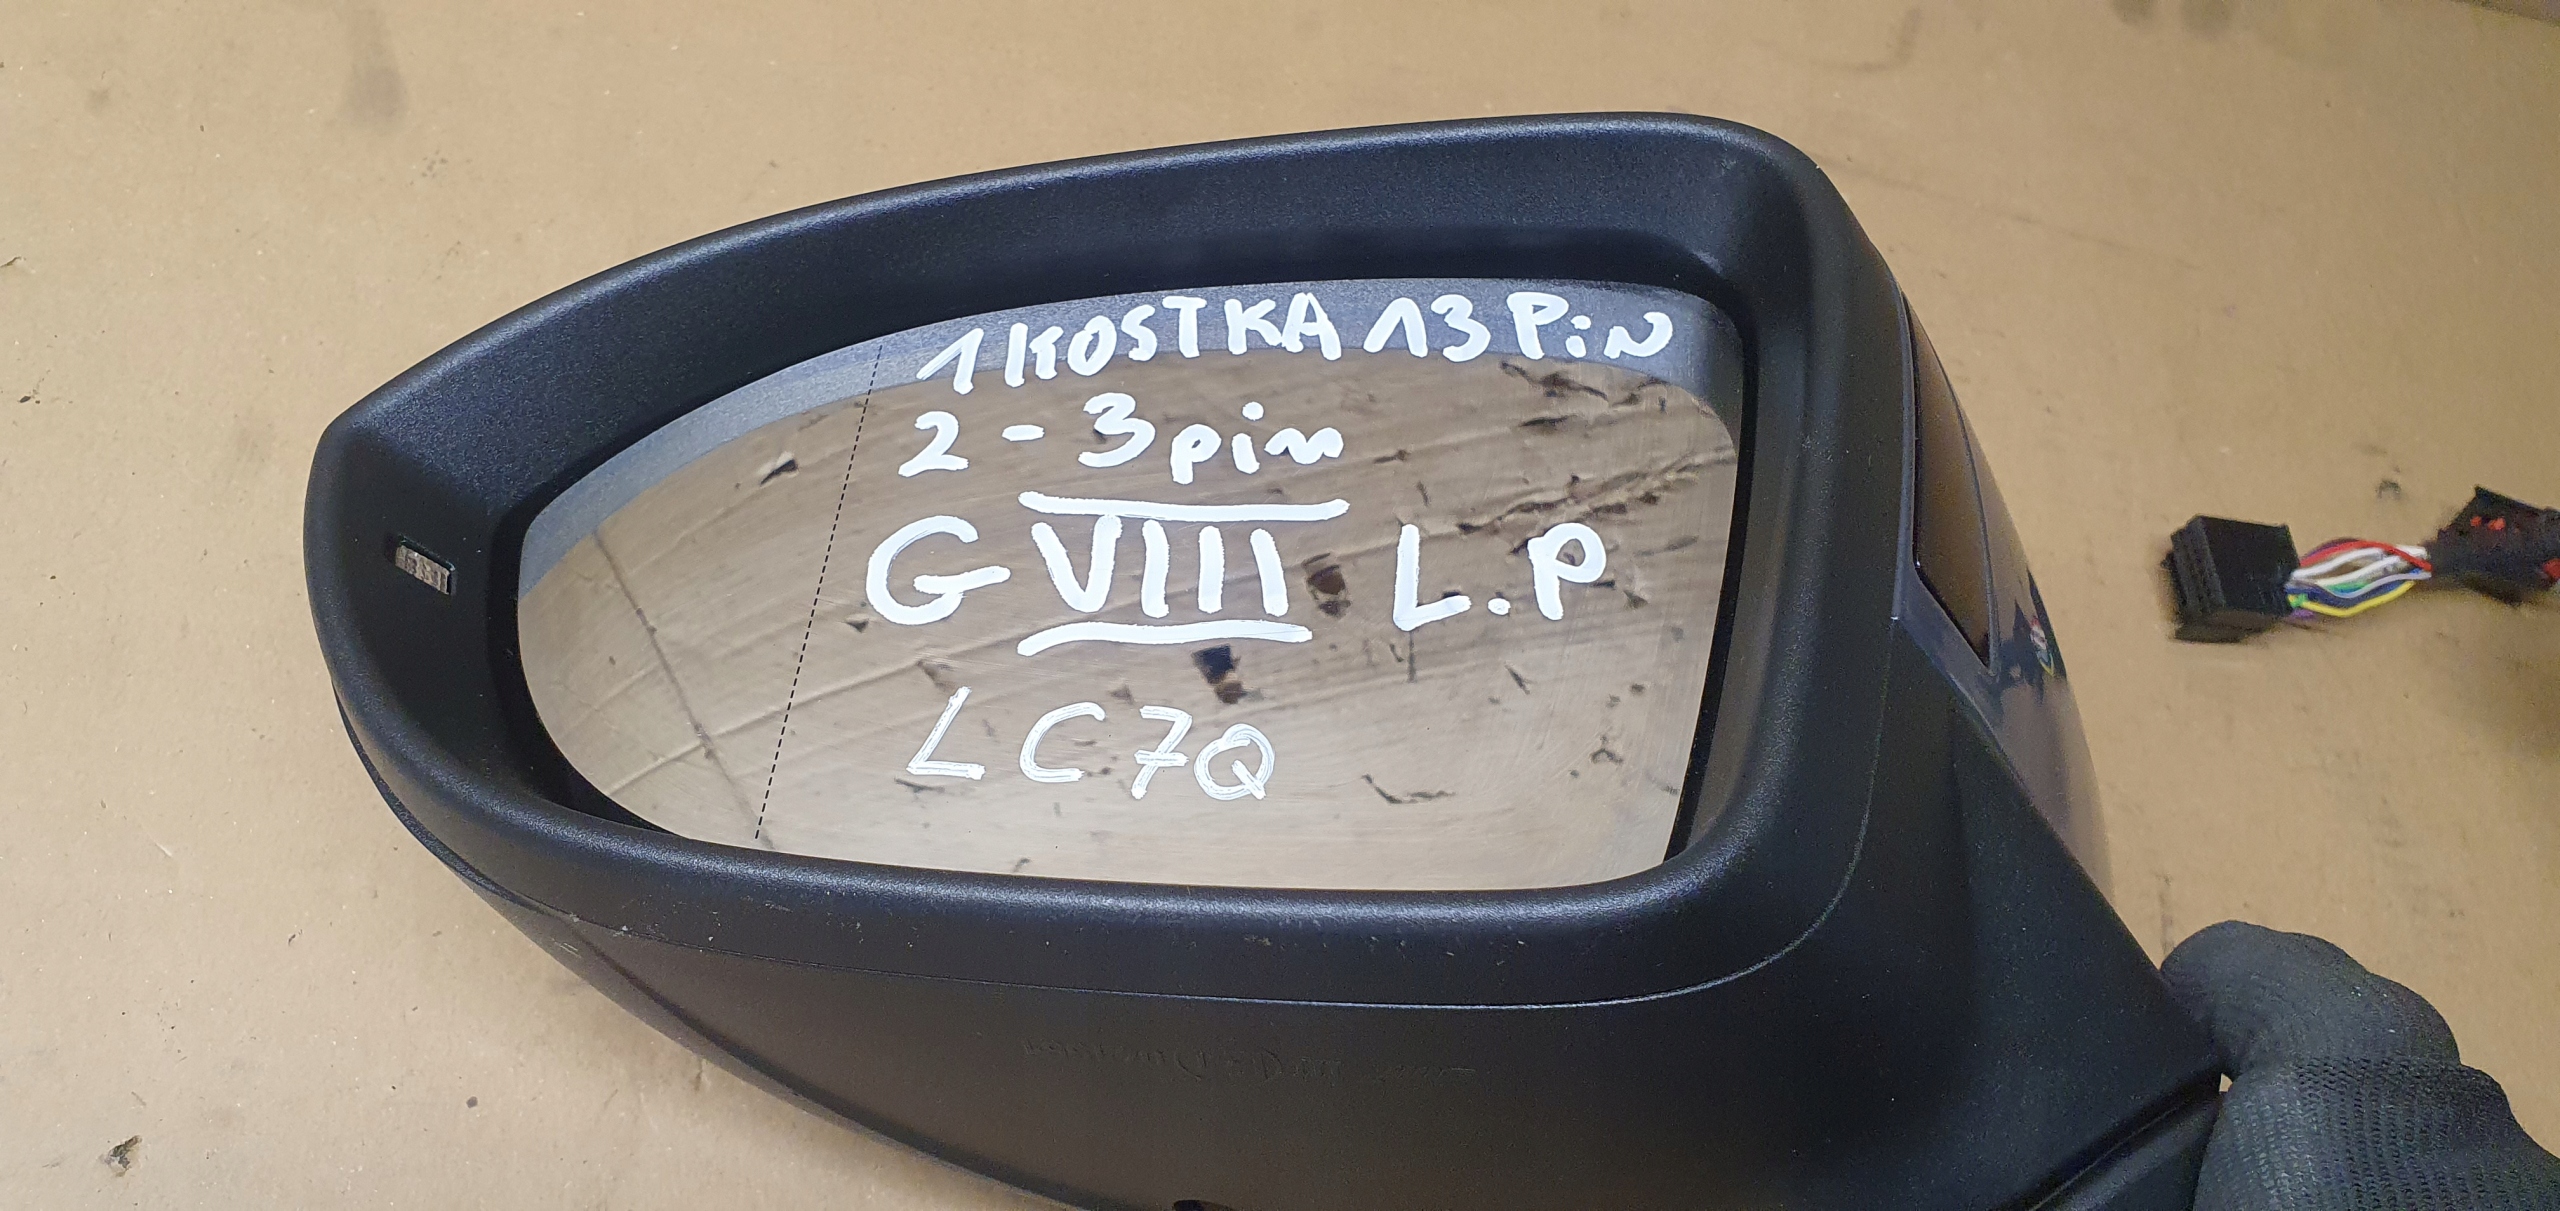 1 KOSTKA 13 PiN
2 - 3 pin
G VIII L.P
LC7Q